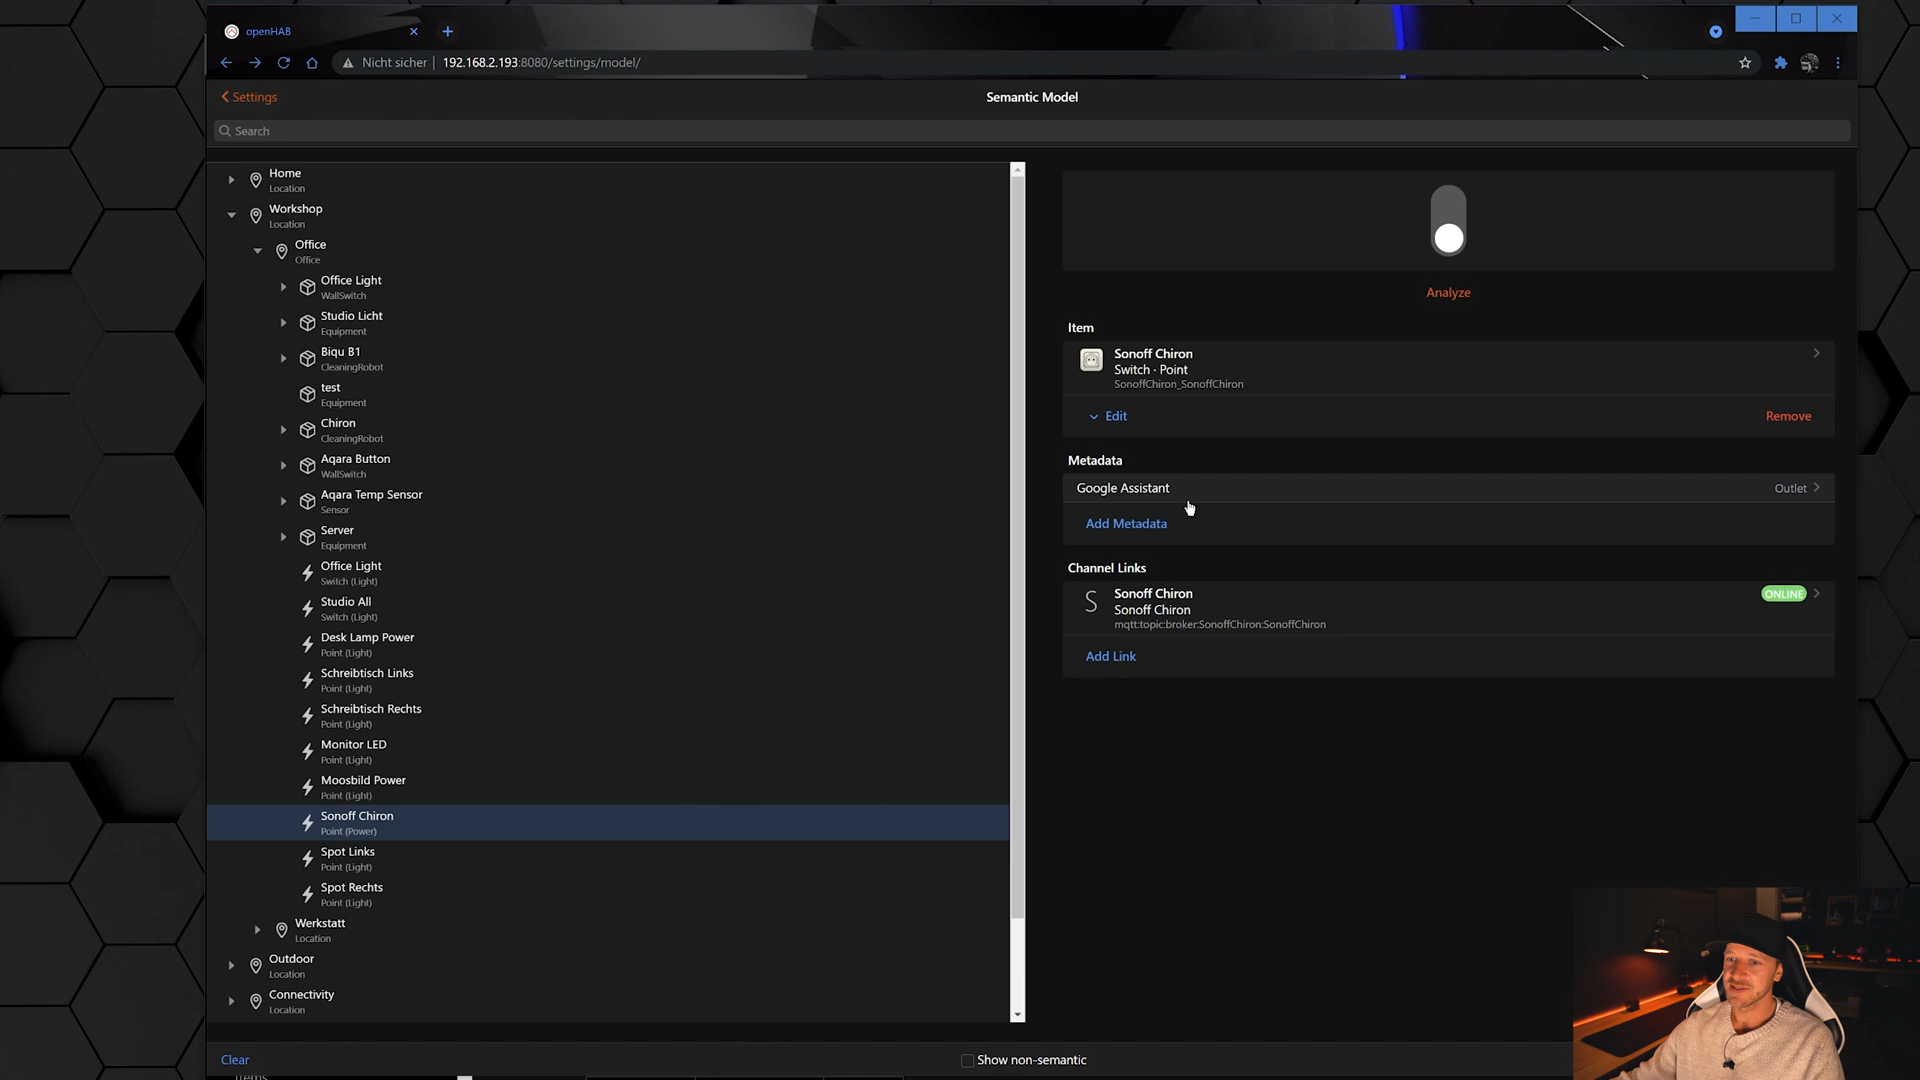 openHAB
Nicht sicher | 192.168.2.193:8080/settings/model/
Settings
Semantic Model
Search
Home
Location
Workshop
Location
Office
Office
Office Light
WallSwitch
Studio Licht
Equipment
Biqu B1
CleaningRobot
test
Equipment
Chiron
CleaningRobot
Aqara Button
WallSwitch
Aqara Temp Sensor
Sensor
Server
Equipment
Office Light
Switch (Light)
Studio All
Switch (Light)
Desk Lamp Power
Point (Light)
Schreibtisch Links
Point (Light)
Schreibtisch Rechts
Point (Light)
Monitor LED
Point (Light)
Moosbild Power
Point (Light)
Sonoff Chiron
Point (Power)
Spot Links
Point (Light)
Spot Rechts
Point (Light)
Werkstatt
Location
Outdoor
Location
Connectivity
Location
Analyze
Item
Sonoff Chiron
Switch · Point
SonoffChiron_SonoffChiron
Edit Remove
Metadata
Google Assistant Outlet
Add Metadata
Channel Links
Sonoff Chiron ONLINE
S Sonoff Chiron
mqtt:topic:broker:SonoffChiron:SonoffChiron
Add Link
Clear
Show non-semantic
Items